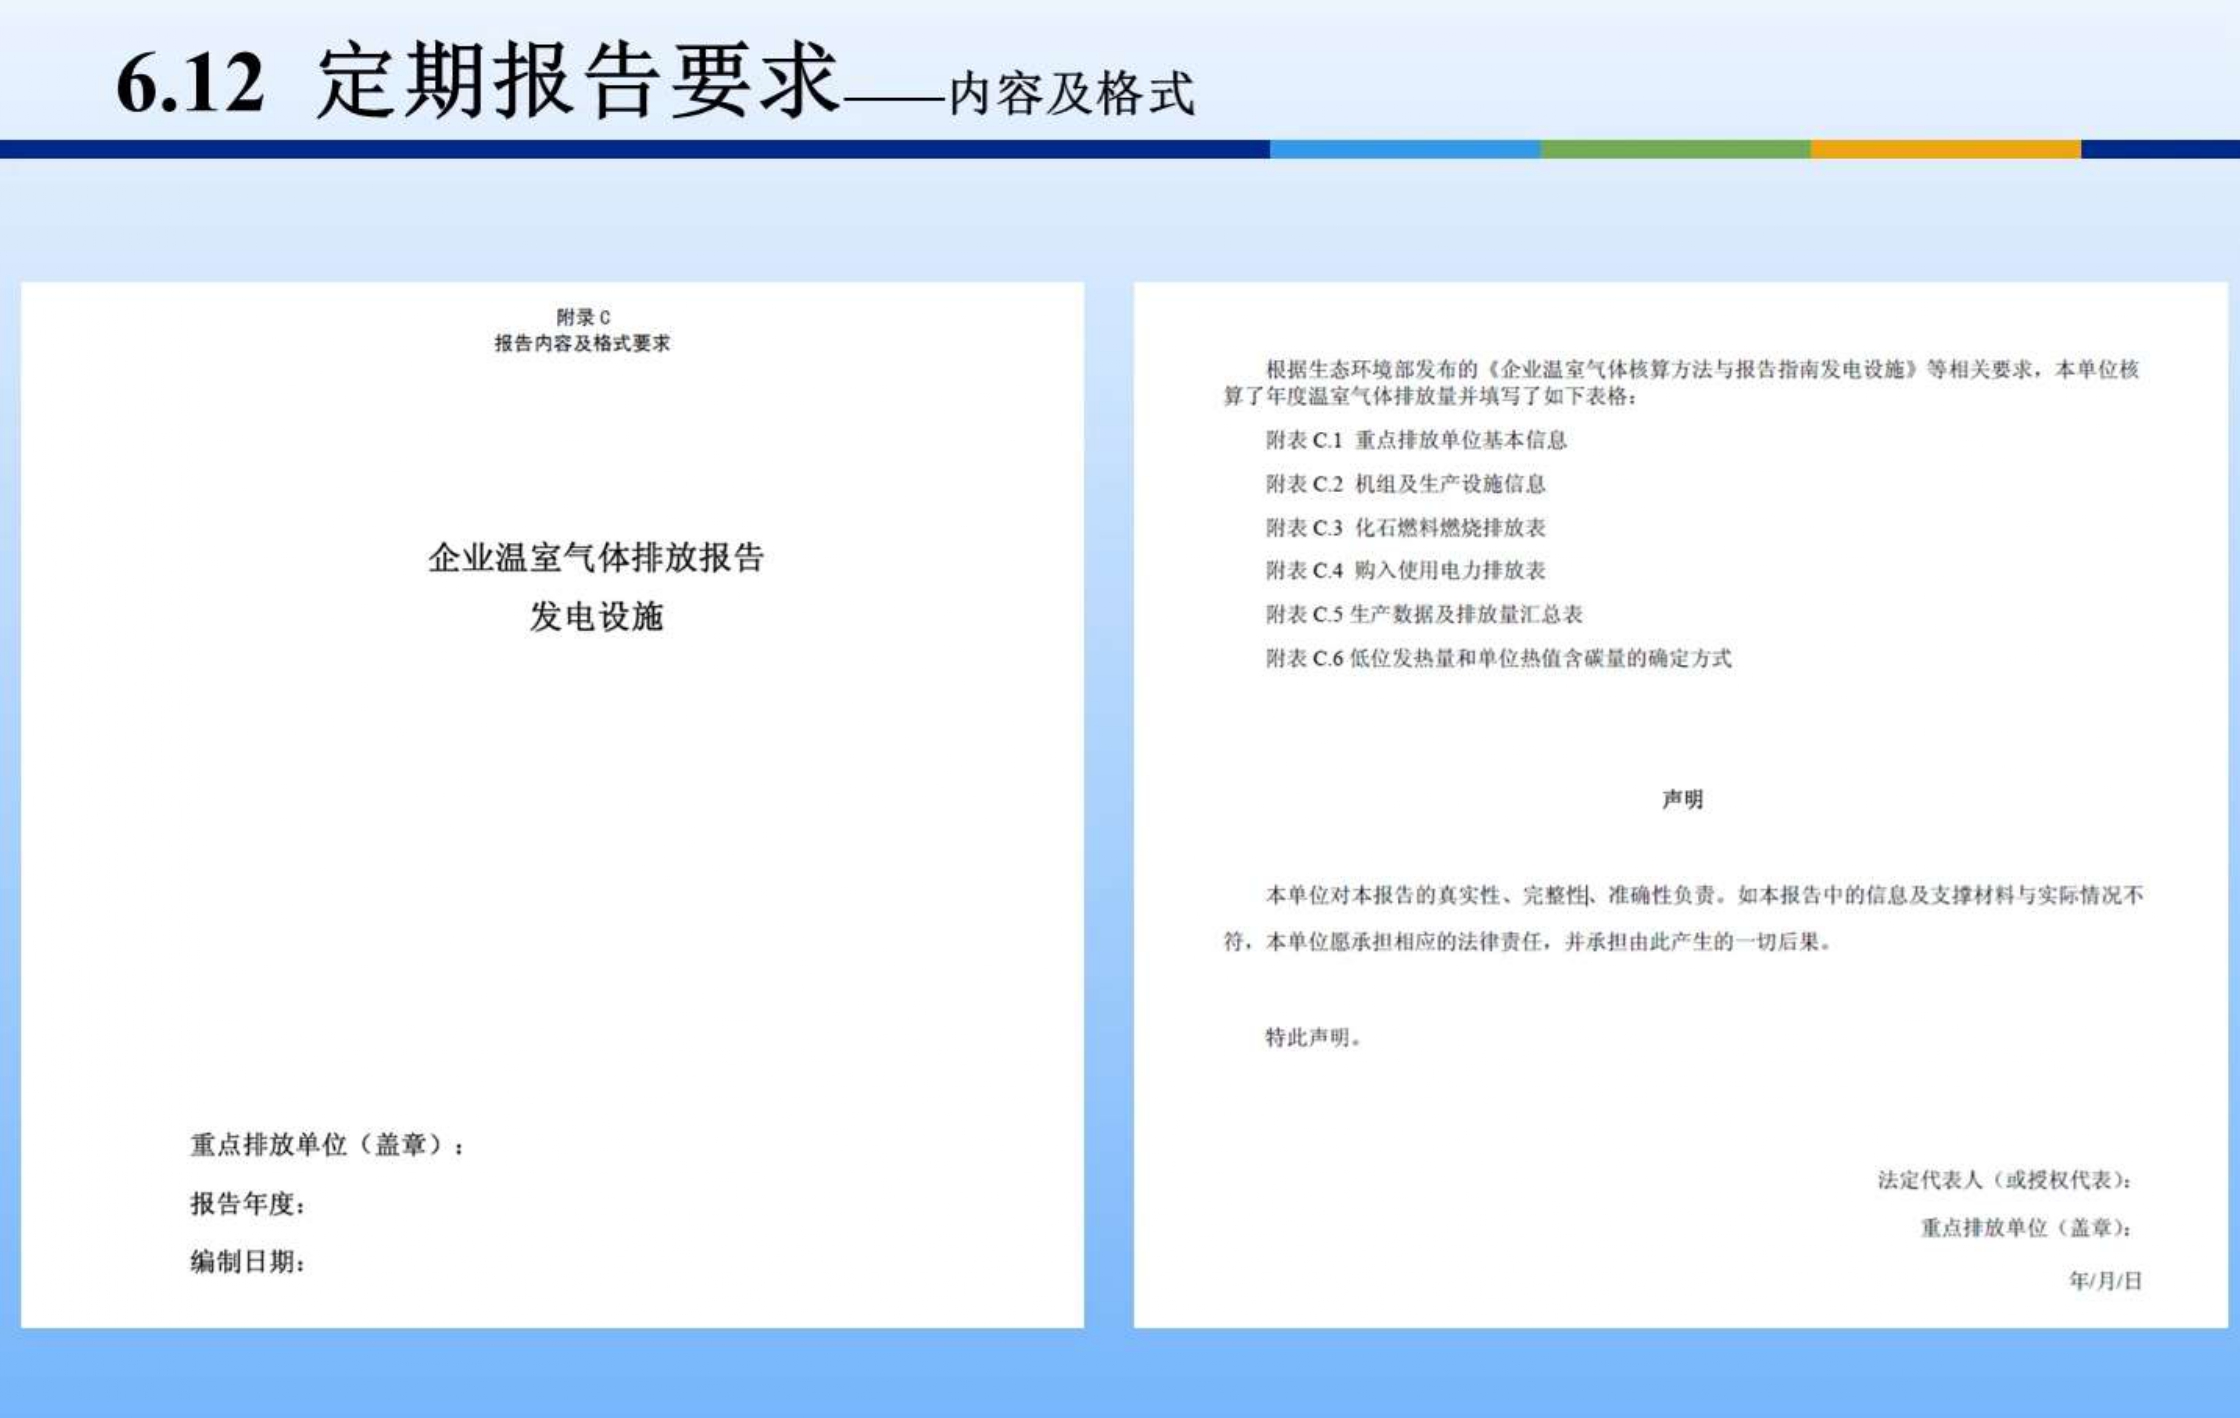 6.12 定期报告要求——内容及格式
附录 C
报告内容及格式要求
企业温室气体排放报告
发电设施
重点排放单位（盖章）：
报告年度：
编制日期：
根据生态环境部发布的《企业温室气体核算方法与报告指南发电设施》等相关要求，本单位核
算了年度温室气体排放量并填写了如下表格：
附表 C.1 重点排放单位基本信息
附表 C.2 机组及生产设施信息
附表 C.3 化石燃料燃烧排放表
附表 C.4 购入使用电力排放表
附表 C.5 生产数据及排放量汇总表
附表 C.6 低位发热量和单位热值含碳量的确定方式
声明
本单位对本报告的真实性、完整性、准确性负责。如本报告中的信息及支撑材料与实际情况不
符，本单位愿承担相应的法律责任，并承担由此产生的一切后果。
特此声明。
法定代表人（或授权代表）：
重点排放单位（盖章）：
年/月/日